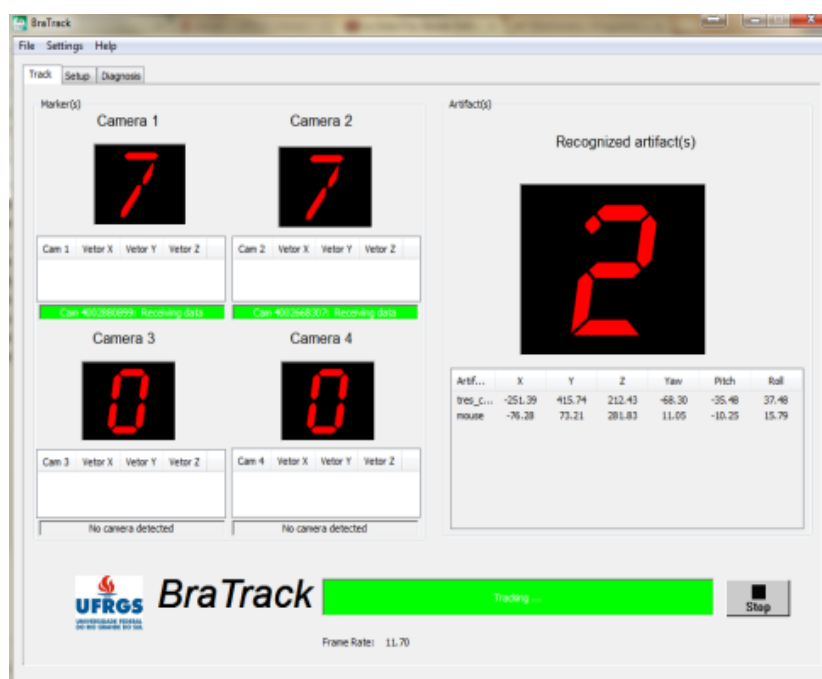 BraTrack
File Settings Help
Track Setup Diagnosis
Marker(s)
Camera 1 Camera 2
7 7
Cam 1 Vetor X Vetor Y Vetor Z Cam 2 Vetor X Vetor Y Vetor Z
Cam 4002880899: Receiving data Cam 4002668307: Receiving data
Camera 3 Camera 4
0 0
Cam 3 Vetor X Vetor Y Vetor Z Cam 4 Vetor X Vetor Y Vetor Z
No camera detected No camera detected
Artifact(s)
Recognized artifact(s)
2
Artif... X Y Z Yaw Pitch Roll
tres_c... -251.39 415.74 212.43 -68.30 -35.48 37.48
mouse -76.28 73.21 281.83 11.05 -10.25 15.79
UFRGS
UNIVERSIDADE FEDERAL
DO RIO GRANDE DO SUL
BraTrack
Tracking ...
Stop
Frame Rate: 11.70